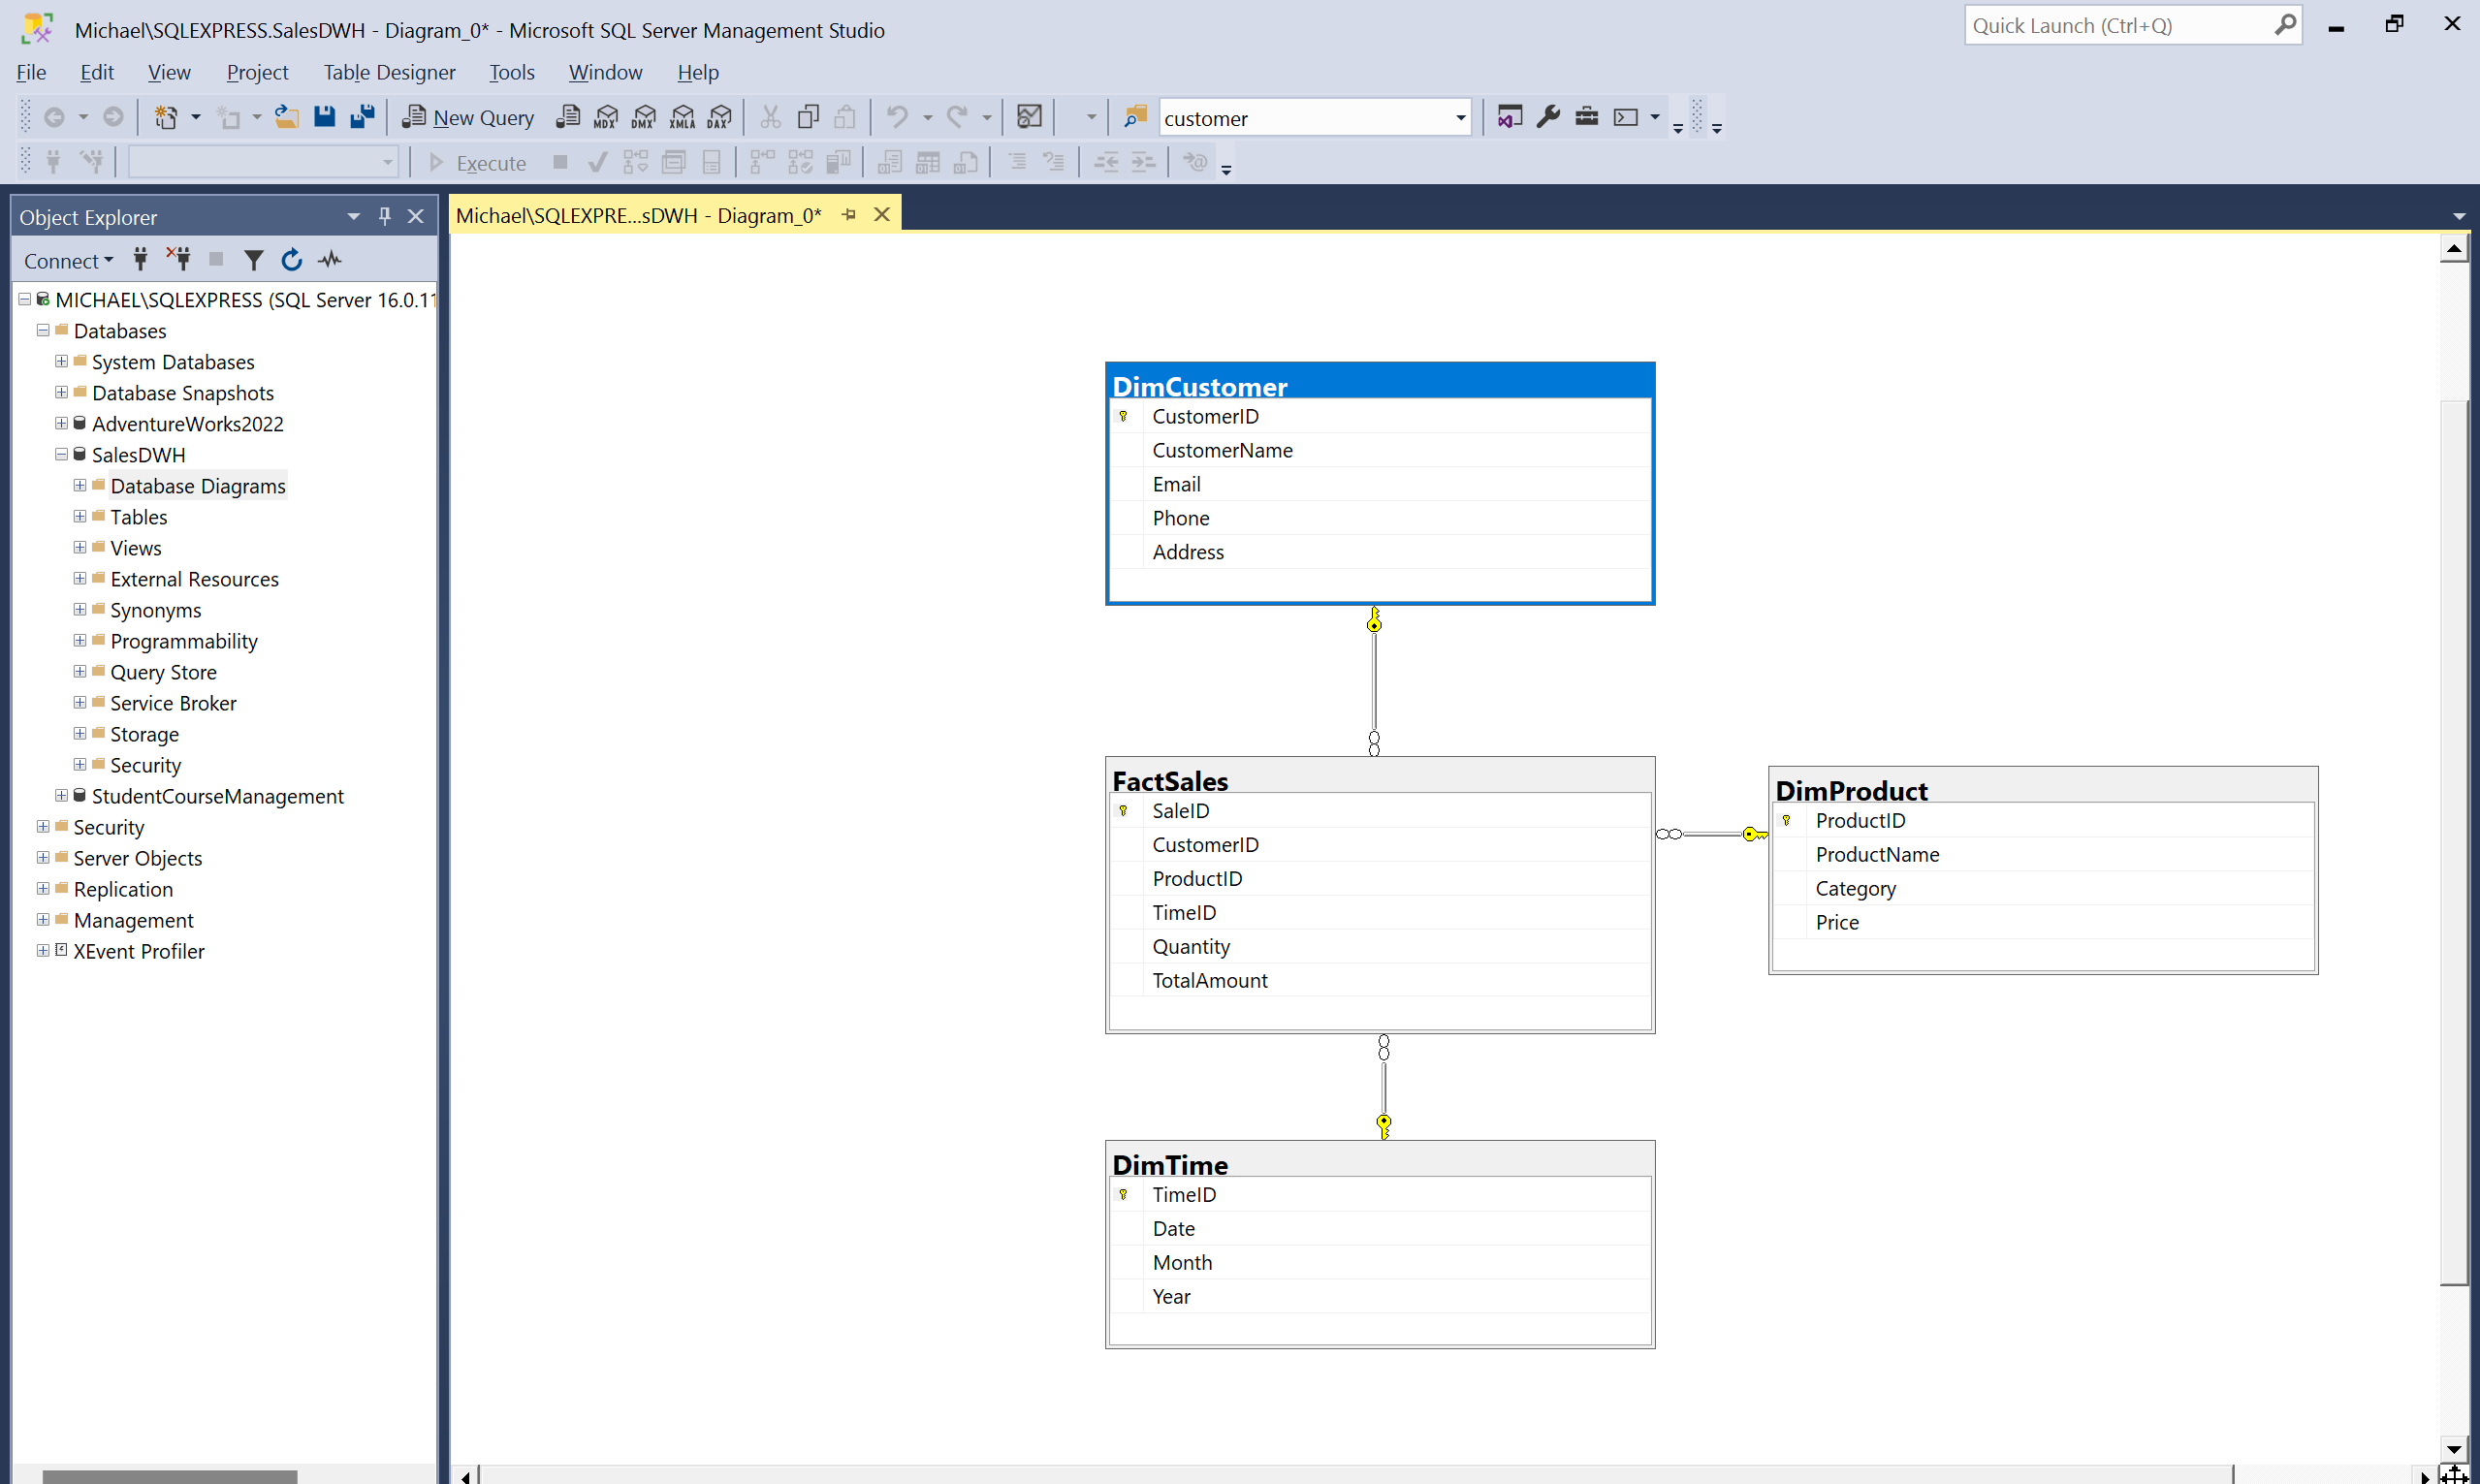 Michael\SQLEXPRESS.SalesDWH - Diagram_0* - Microsoft SQL Server Management Studio
Quick Launch (Ctrl+Q)
File Edit View Project Table Designer Tools Window Help
New Query MDX DMX XMLA DAX customer
Execute
Object Explorer
Michael\SQLEXPRE...sDWH - Diagram_0*
Connect
MICHAEL\SQLEXPRESS (SQL Server 16.0.11
Databases
System Databases
Database Snapshots
AdventureWorks2022
SalesDWH
Database Diagrams
Tables
Views
External Resources
Synonyms
Programmability
Query Store
Service Broker
Storage
Security
StudentCourseManagement
Security
Server Objects
Replication
Management
XEvent Profiler
DimCustomer
CustomerID
CustomerName
Email
Phone
Address
FactSales
SaleID
CustomerID
ProductID
TimeID
Quantity
TotalAmount
DimProduct
ProductID
ProductName
Category
Price
DimTime
TimeID
Date
Month
Year